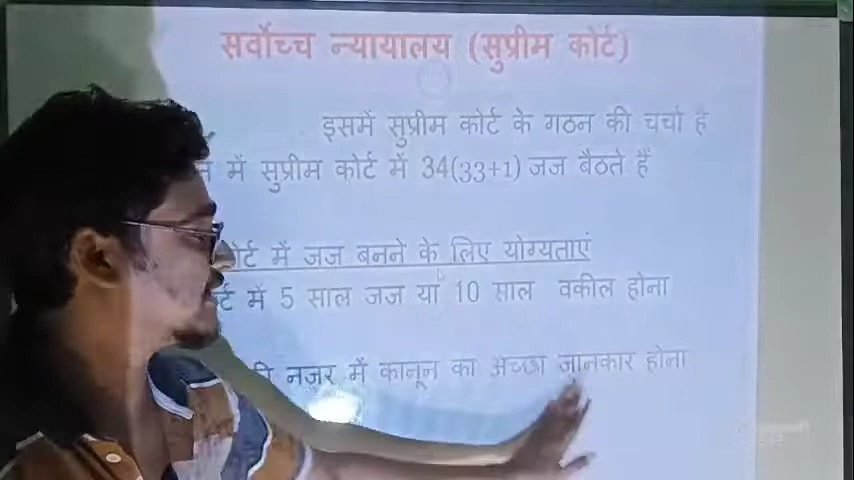 सर्वोच्च न्यायालय (सुप्रीम कोर्ट)
इसमें सुप्रीम कोर्ट के गठन की चर्चा है
में सुप्रीम कोर्ट में 34(33+1) जज बैठते हैं
में जज बनने के लिए योग्यताएं
में 5 साल जज या 10 साल वकील होना
नज़र में कानून का अच्छा जानकार होना